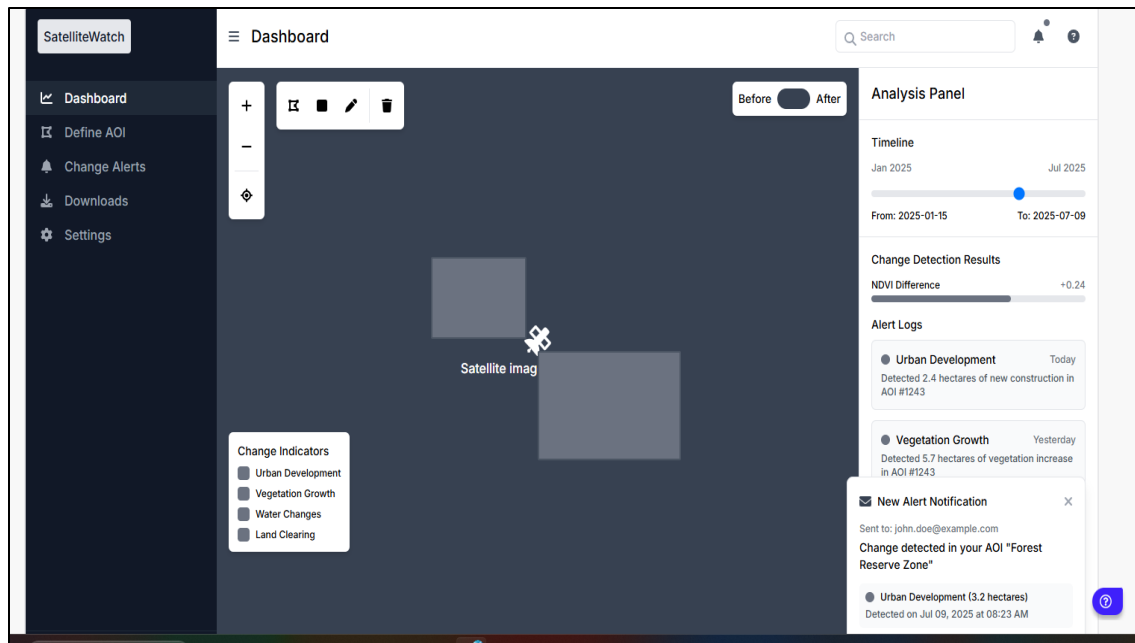 SatelliteWatch
Dashboard
Search
Dashboard
Define AOI
Change Alerts
Downloads
Settings
Before After
Satellite imag
Change Indicators
Urban Development
Vegetation Growth
Water Changes
Land Clearing
Analysis Panel
Timeline
Jan 2025 Jul 2025
From: 2025-01-15 To: 2025-07-09
Change Detection Results
NDVI Difference +0.24
Alert Logs
Urban Development Today
Detected 2.4 hectares of new construction in
AOI #1243
Vegetation Growth Yesterday
Detected 5.7 hectares of vegetation increase
in AOI #1243
New Alert Notification
Sent to: john.doe@example.com
Change detected in your AOI "Forest
Reserve Zone"
Urban Development (3.2 hectares)
Detected on Jul 09, 2025 at 08:23 AM